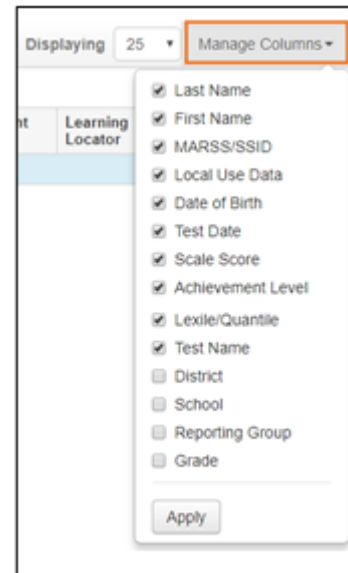 Displaying 25 Manage Columns
nt Learning
Locator
Last Name
First Name
MARSS/SSID
Local Use Data
Date of Birth
Test Date
Scale Score
Achievement Level
Lexile/Quantile
Test Name
District
School
Reporting Group
Grade
Apply